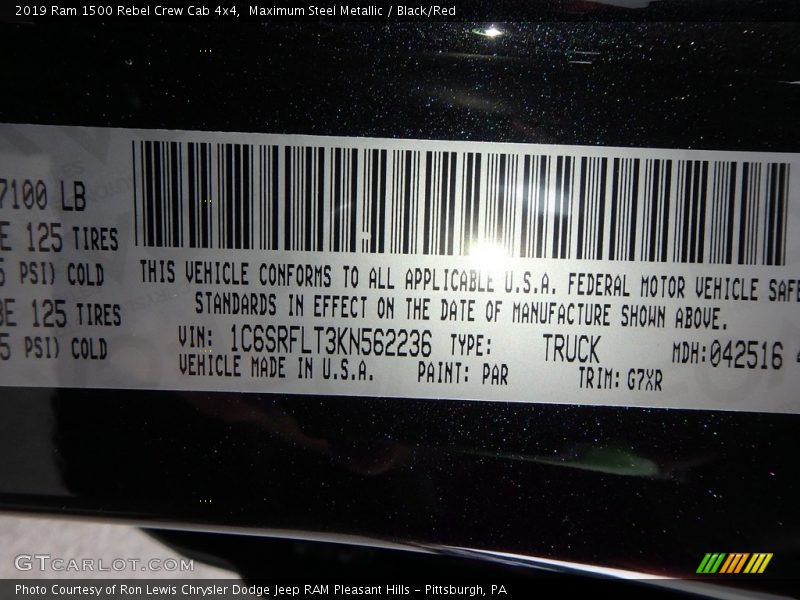 2019 Ram 1500 Rebel Crew Cab 4x4,  Maximum Steel Metallic / Black/Red
7100 LB
125 TIRES
PSI) COLD
125 TIRES
PSI) COLD
THIS VEHICLE CONFORMS TO ALL APPLICABLE U.S.A. FEDERAL MOTOR VEHICLE SAFE
STANDARDS IN EFFECT ON THE DATE OF MANUFACTURE SHOWN ABOVE.
VIN: 1C6SRFLT3KN562236 TYPE: TRUCK MDH:042516
VEHICLE MADE IN U.S.A. PAINT: PAR TRIM: G7XR
GTCARLOT.COM
Photo Courtesy of Ron Lewis Chrysler Dodge Jeep RAM Pleasant Hills - Pittsburgh, PA